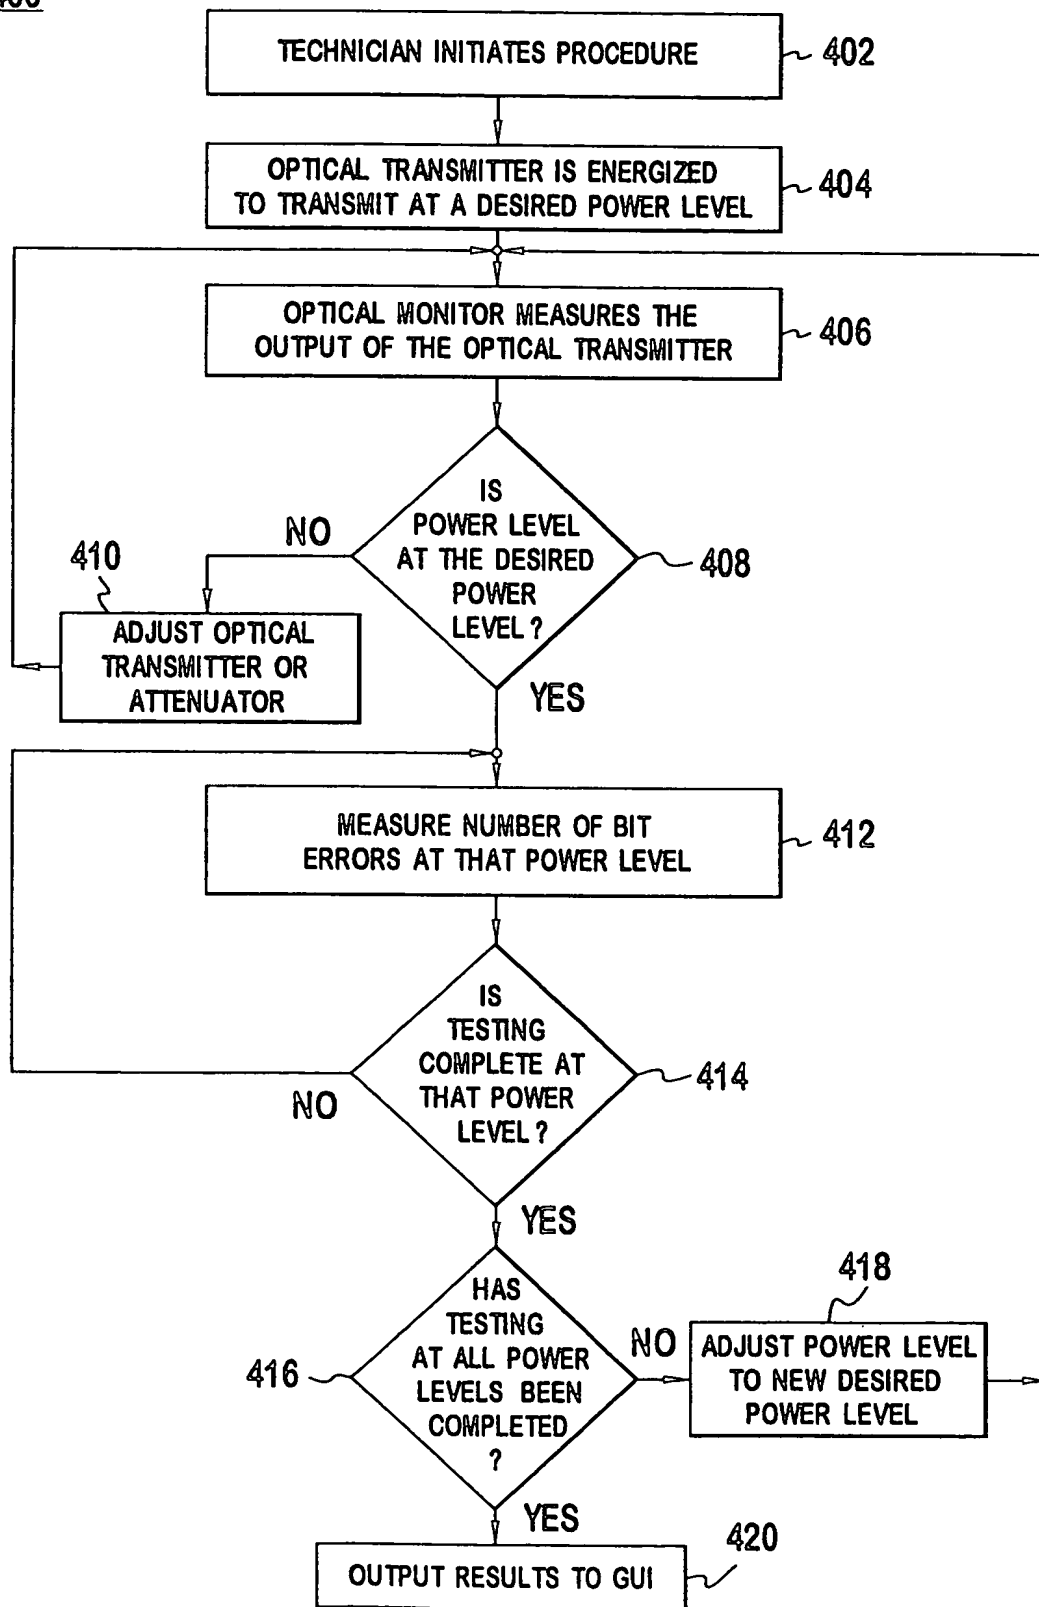 TECHNICIAN INITIATES PROCEDURE
402
OPTICAL TRANSMITTER IS ENERGIZED
TO TRANSMIT AT A DESIRED POWER LEVEL
404
OPTICAL MONITOR MEASURES THE
OUTPUT OF THE OPTICAL TRANSMITTER
406
IS
POWER LEVEL
AT THE DESIRED
POWER
LEVEL?
408
NO
410
ADJUST OPTICAL
TRANSMITTER OR
ATTENUATOR
YES
MEASURE NUMBER OF BIT
ERRORS AT THAT POWER LEVEL
412
IS
TESTING
COMPLETE AT
THAT POWER
LEVEL?
414
NO
YES
HAS
TESTING
AT ALL POWER
LEVELS BEEN
COMPLETED
?
416
NO
418
ADJUST POWER LEVEL
TO NEW DESIRED
POWER LEVEL
YES
OUTPUT RESULTS TO GUI
420